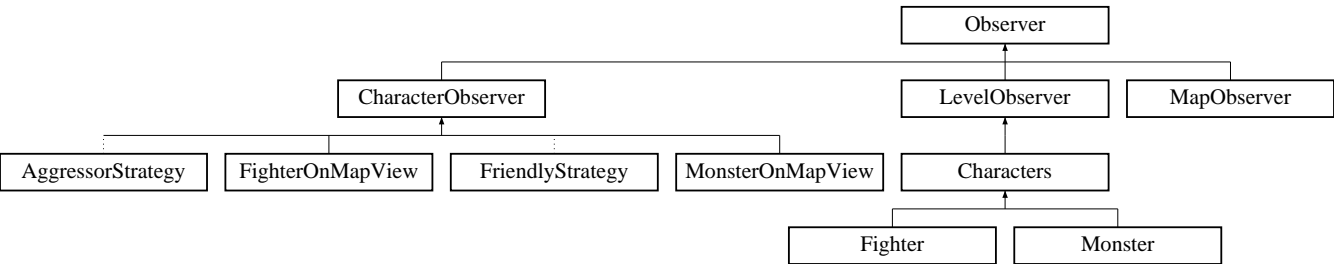 Observer
CharacterObserver
LevelObserver
MapObserver
AggressorStrategy
FighterOnMapView
FriendlyStrategy
MonsterOnMapView
Characters
Fighter
Monster